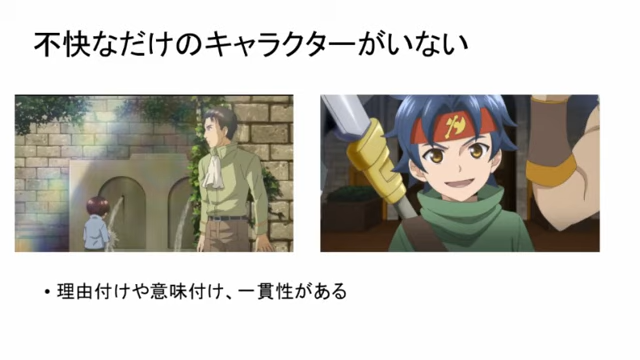 不快なだけのキャラクターがいない
• 理由付けや意味付け、一貫性がある